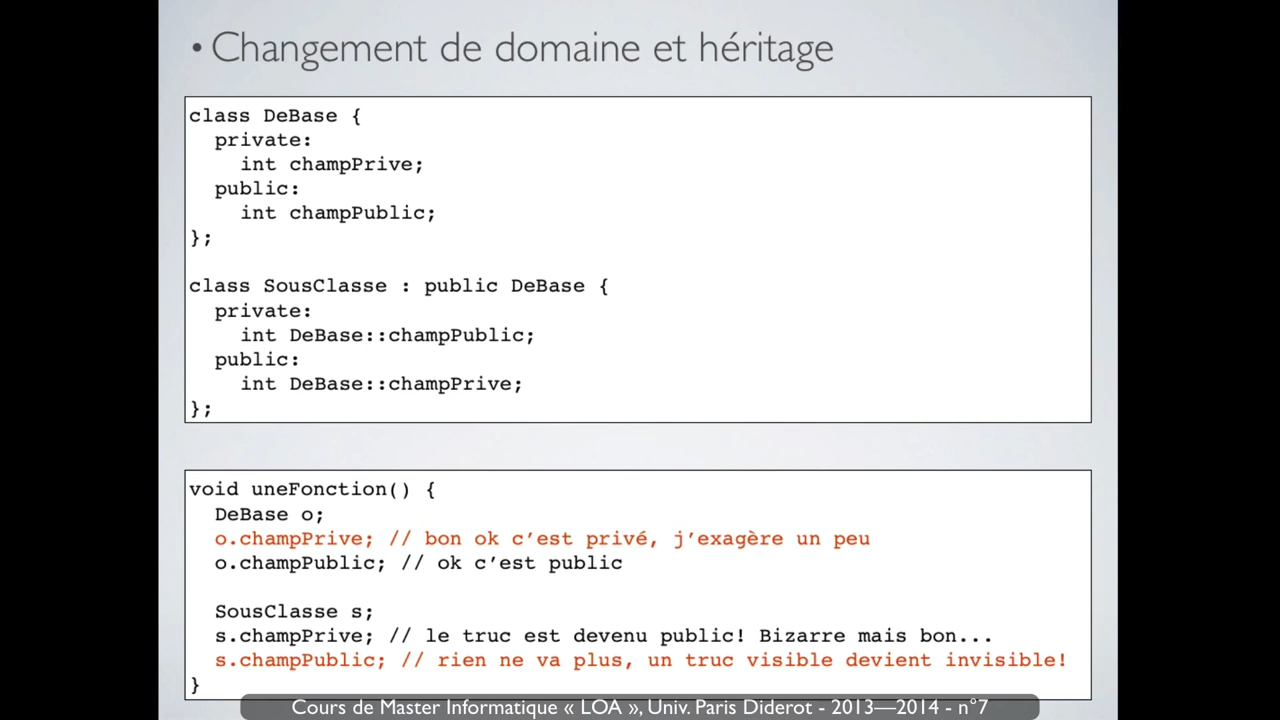 • Changement de domaine et héritage
class DeBase {
  private:
    int champPrive;
  public:
    int champPublic;
};
class SousClasse : public DeBase {
  private:
    int DeBase::champPublic;
  public:
    int DeBase::champPrive;
};
void uneFonction() {
  DeBase o;
  o.champPrive; // bon ok c’est privé, j’exagère un peu
  o.champPublic; // ok c’est public
  SousClasse s;
  s.champPrive; // le truc est devenu public! Bizarre mais bon...
  s.champPublic; // rien ne va plus, un truc visible devient invisible!
}
Cours de Master Informatique « LOA », Univ. Paris Diderot - 2013—2014 - n°7